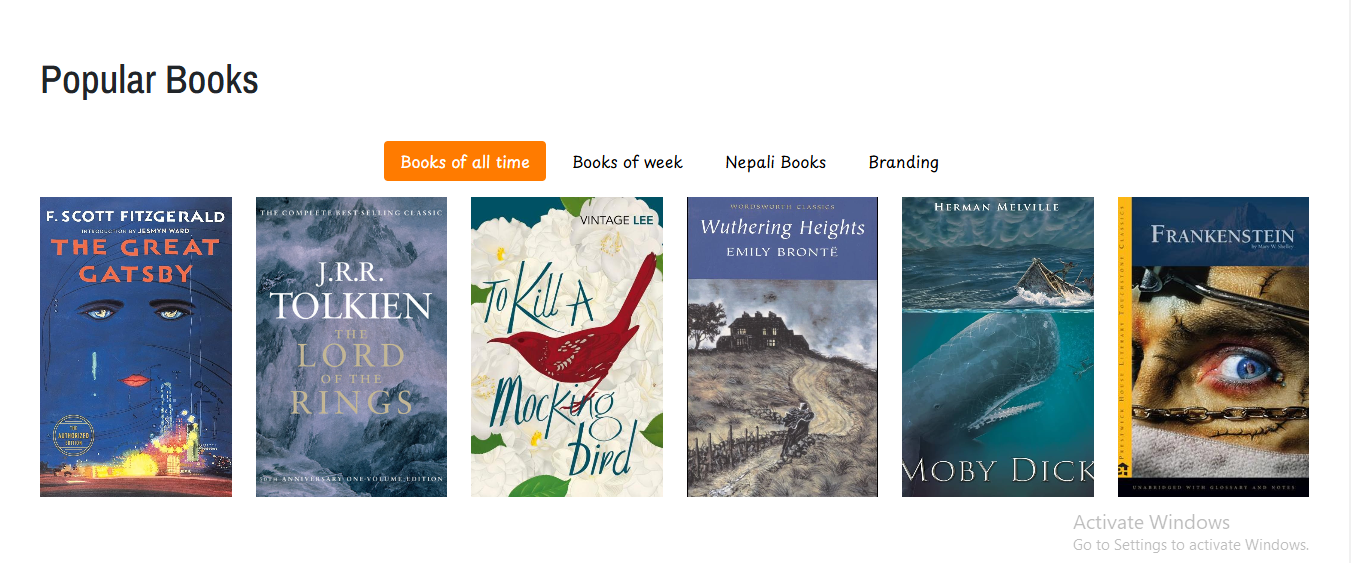 Popular Books
Books of all time
Books of week
Nepali Books
Branding
F. SCOTT FITZGERALD
INTRODUCTION BY JESMYN WARD
THE GREAT
GATSBY
THE
AUTHORIZED
EDITION
THE COMPLETE BEST SELLING CLASSIC
J.R.R.
TOLKIEN
THE
LORD
OF THE
RINGS
50TH ANNIVERSARY ONE-VOLUME EDITION
VINTAGE LEE
To Kill A
Mocking
bird
WORDSWORTH CLASSICS
Wuthering Heights
EMILY BRONTË
HERMAN MELVILLE
MOBY DICK
PRESTWICK HOUSE LITERARY TOUCHSTONE CLASSICS
FRANKENSTEIN
by Mary W. Shelley
UNABRIDGED WITH GLOSSARY AND NOTES
Activate Windows
Go to Settings to activate Windows.